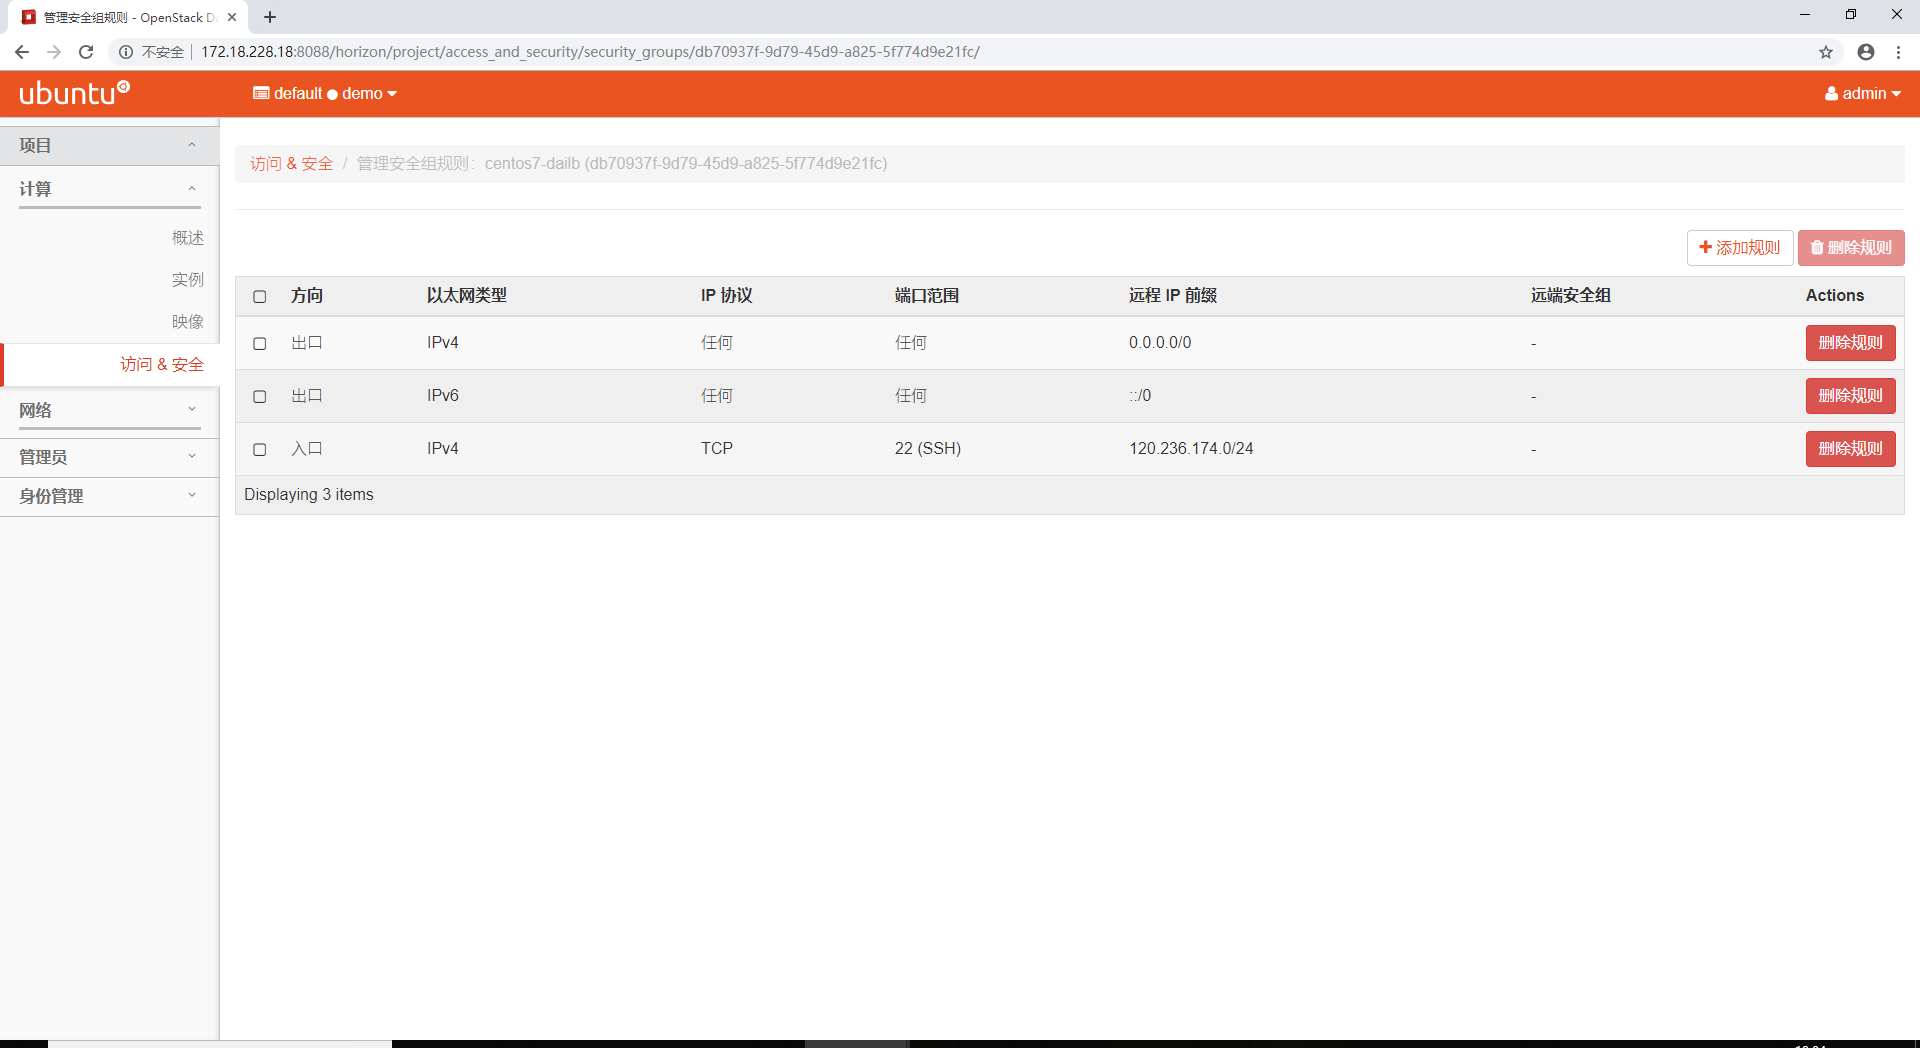 管理安全组规则 - OpenStack D
不安全 172.18.228.18:8088/horizon/project/access_and_security/security_groups/db70937f-9d79-45d9-a825-5f774d9e21fc/
ubuntu
default ● demo
admin
项目
计算
概述
实例
映像
访问 & 安全
网络
管理员
身份管理
访问 & 安全 / 管理安全组规则: centos7-dailb (db70937f-9d79-45d9-a825-5f774d9e21fc)
添加规则 删除规则
方向 以太网类型 IP 协议 端口范围 远程 IP 前缀 远端安全组 Actions
出口 IPv4 任何 任何 0.0.0.0/0 - 删除规则
出口 IPv6 任何 任何 ::/0 - 删除规则
入口 IPv4 TCP 22 (SSH) 120.236.174.0/24 - 删除规则
Displaying 3 items